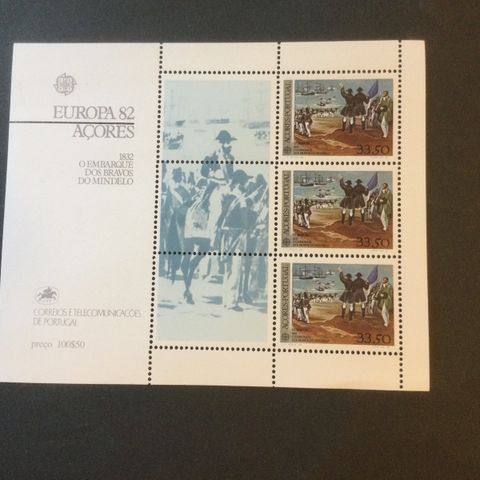 EUROPA 82
AÇORES
1832
O EMBARQUE
DOS BRAVOS
DO MINDELO
CORREIOS E TELECOMUNICAÇÕES
DE PORTUGAL
preço 100$50
AÇORES-PORTUGAL
33.50
AÇORES-PORTUGAL
33.50
AÇORES-PORTUGAL
33.50